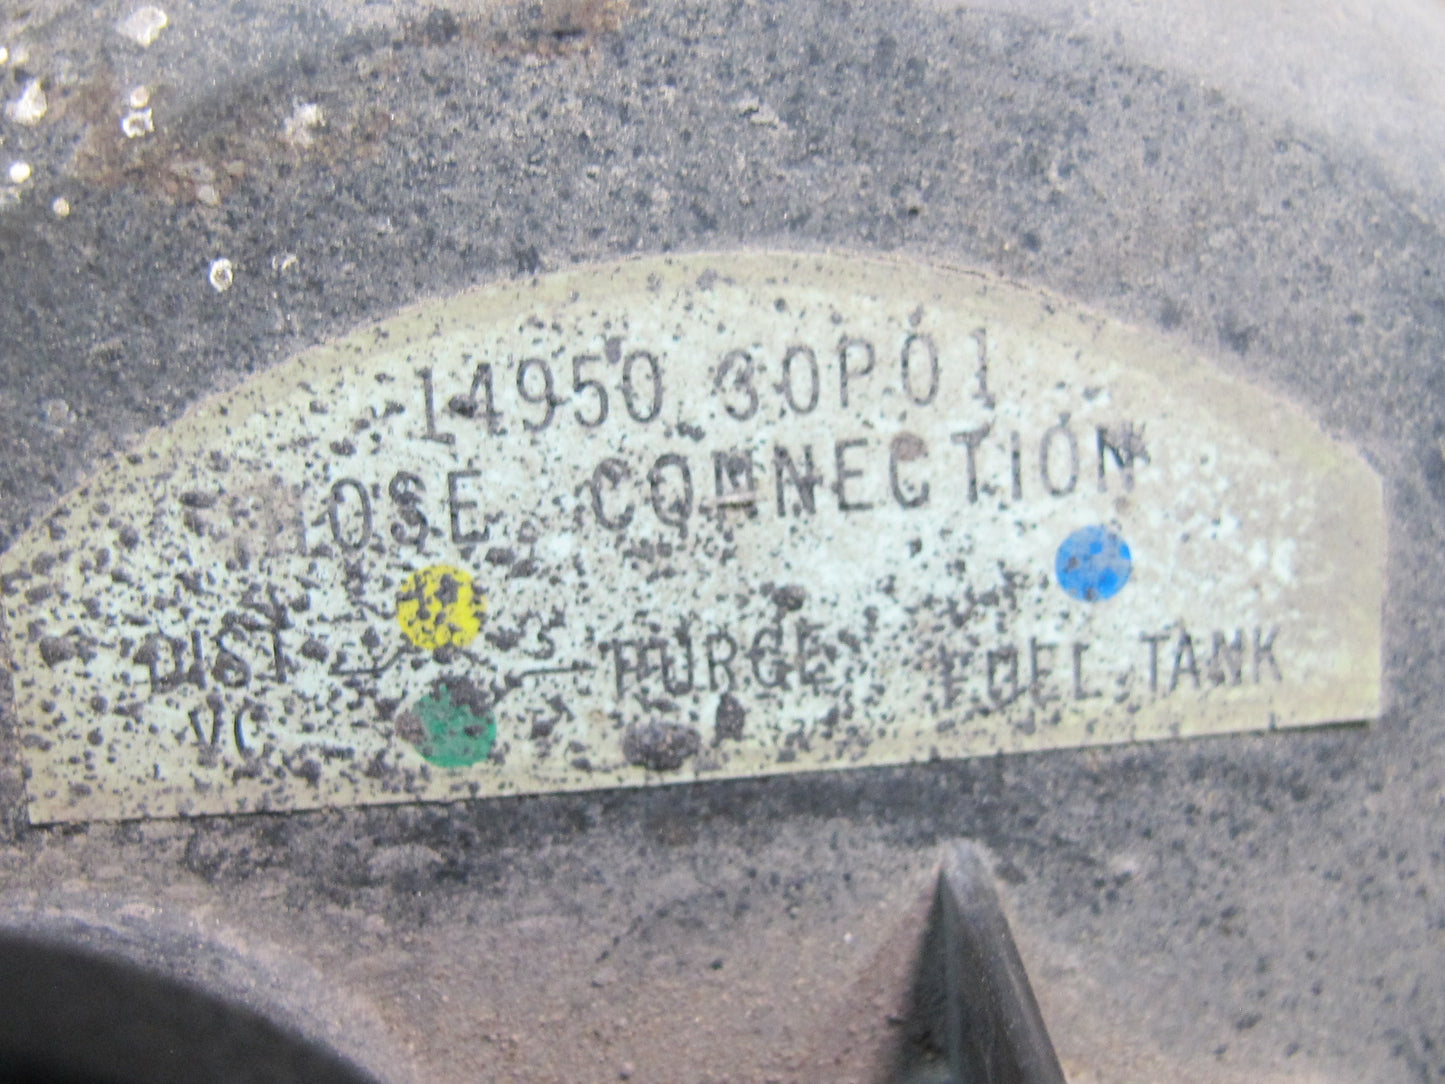 14950 30P01
HOSE CONNECTION
DIST PURGE FUEL TANK
VC